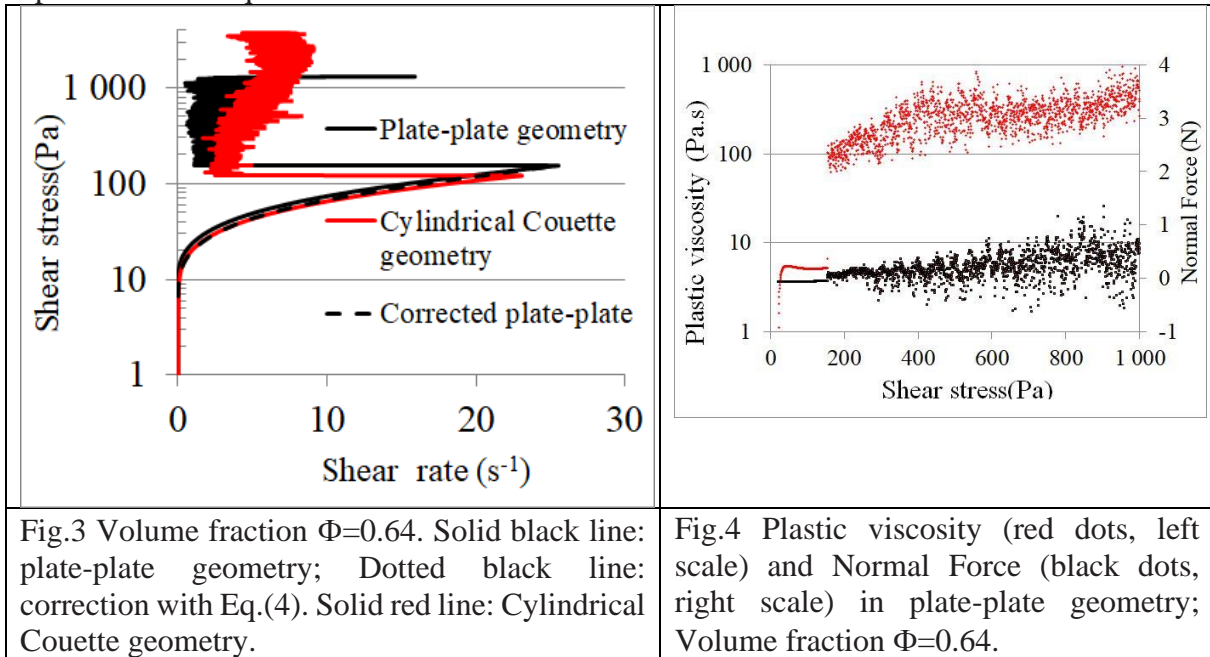 Shear stress(Pa)
1 000
100
10
1
0
10
20
30
Shear rate (s-1)
Plate-plate geometry
Cylindrical Couette
geometry
Corrected plate-plate
Plastic viscosity (Pa.s)
1 000
100
10
1
0
200
400
600
800
1 000
Shear stress(Pa)
4
3
2
1
0
-1
Normal Force (N)
Fig.3 Volume fraction Φ=0.64. Solid black line:
plate-plate geometry; Dotted black line:
correction with Eq.(4). Solid red line: Cylindrical
Couette geometry.
Fig.4 Plastic viscosity (red dots, left
scale) and Normal Force (black dots,
right scale) in plate-plate geometry;
Volume fraction Φ=0.64.